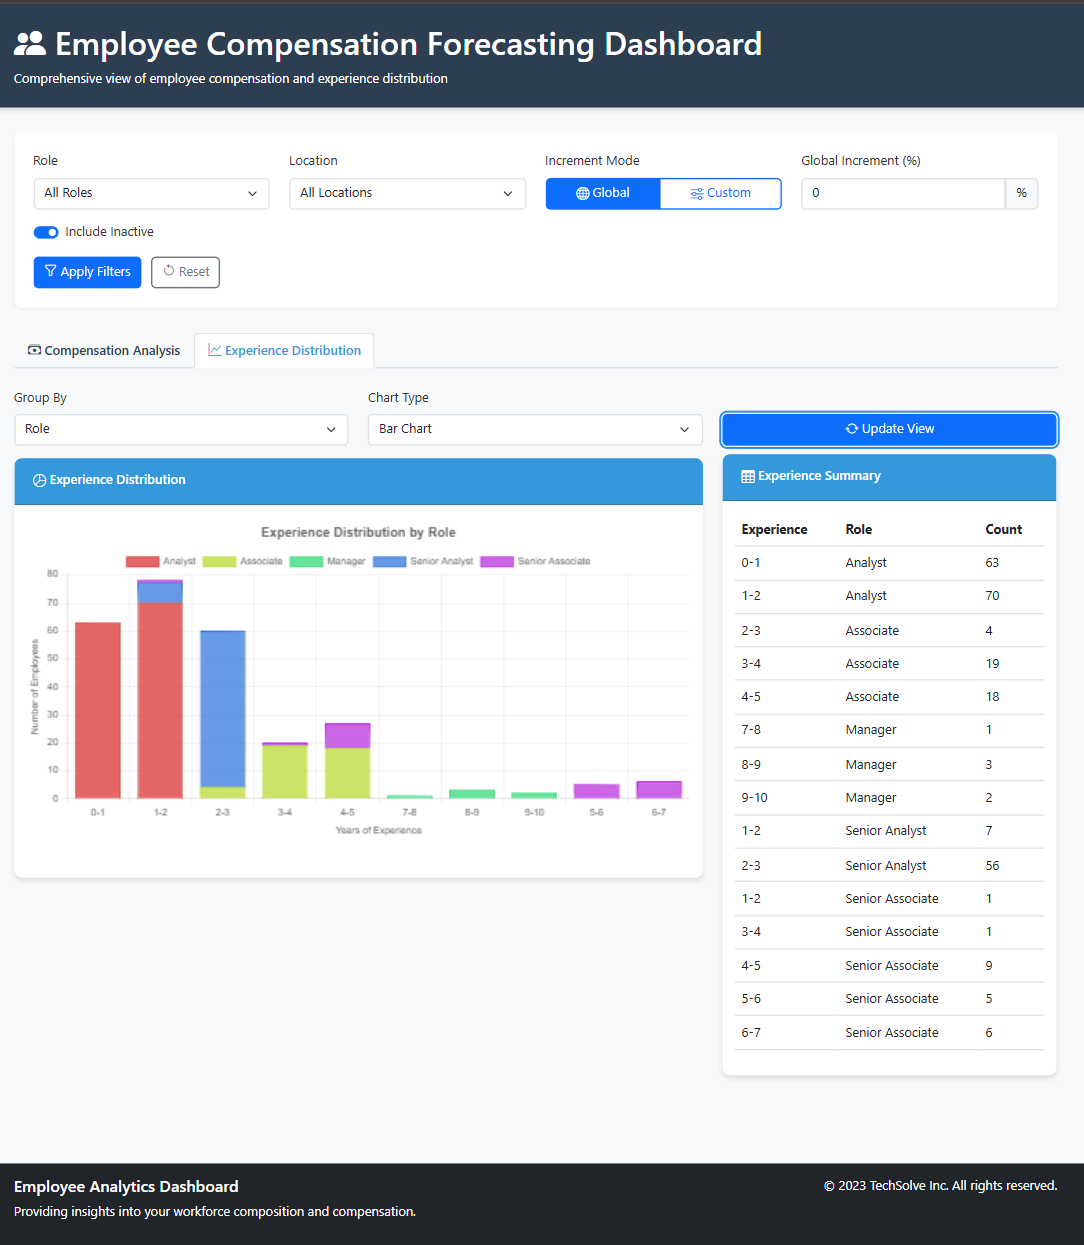 Employee Compensation Forecasting Dashboard
Comprehensive view of employee compensation and experience distribution
Role Location Increment Mode Global Increment (%)
All Roles All Locations Global Custom 0 %
Include Inactive
Apply Filters Reset
Compensation Analysis Experience Distribution
Group By Chart Type
Role Bar Chart Update View
Experience Distribution
Experience Distribution by Role
Analyst Associate Manager Senior Analyst Senior Associate
80
70
60
50
40
30
20
10
0
Number of Employees
0-1 1-2 2-3 3-4 4-5 7-8 8-9 9-10 5-6 6-7
Years of Experience
Experience Summary
Experience Role Count
0-1 Analyst 63
1-2 Analyst 70
2-3 Associate 4
3-4 Associate 19
4-5 Associate 18
7-8 Manager 1
8-9 Manager 3
9-10 Manager 2
1-2 Senior Analyst 7
2-3 Senior Analyst 56
1-2 Senior Associate 1
3-4 Senior Associate 1
4-5 Senior Associate 9
5-6 Senior Associate 5
6-7 Senior Associate 6
Employee Analytics Dashboard
Providing insights into your workforce composition and compensation.
© 2023 TechSolve Inc. All rights reserved.